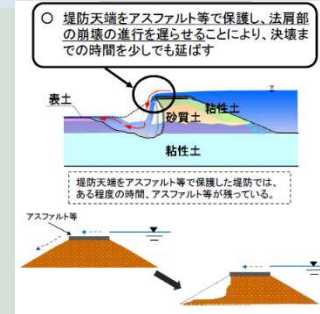 ○ 堤防天端をアスファルト等で保護し、法肩部
の崩壊の進行を遅らせることにより、決壊ま
での時間を少しでも延ばす
表土
砂質土
粘性土
粘性土
堤防天端をアスファルト等で保護した堤防では、
ある程度の時間、アスファルト等が残っている。
アスファルト等